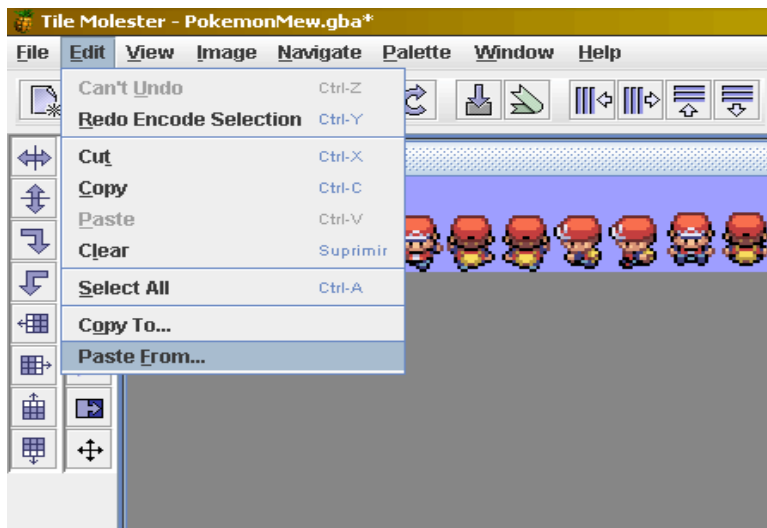 Tile Molester - PokemonMew.gba*
File Edit View Image Navigate Palette Window Help
Can't Undo Ctrl-Z
Redo Encode Selection Ctrl-Y
Cut Ctrl-X
Copy Ctrl-C
Paste Ctrl-V
Clear Suprimir
Select All Ctrl-A
Copy To...
Paste From...